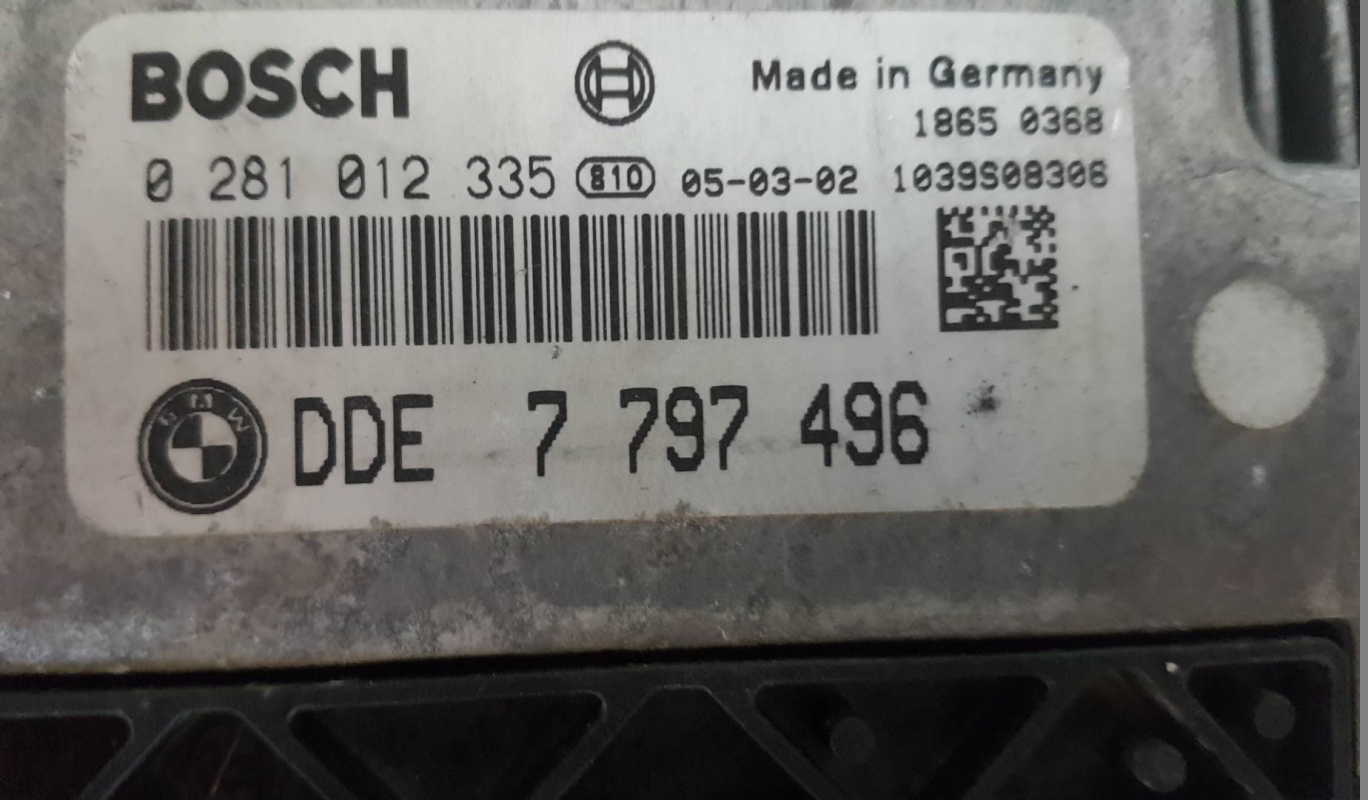 BOSCH Made in Germany
1865 0368
0 281 012 335 810 05-03-02 1039S08306
BMW DDE 7 797 496